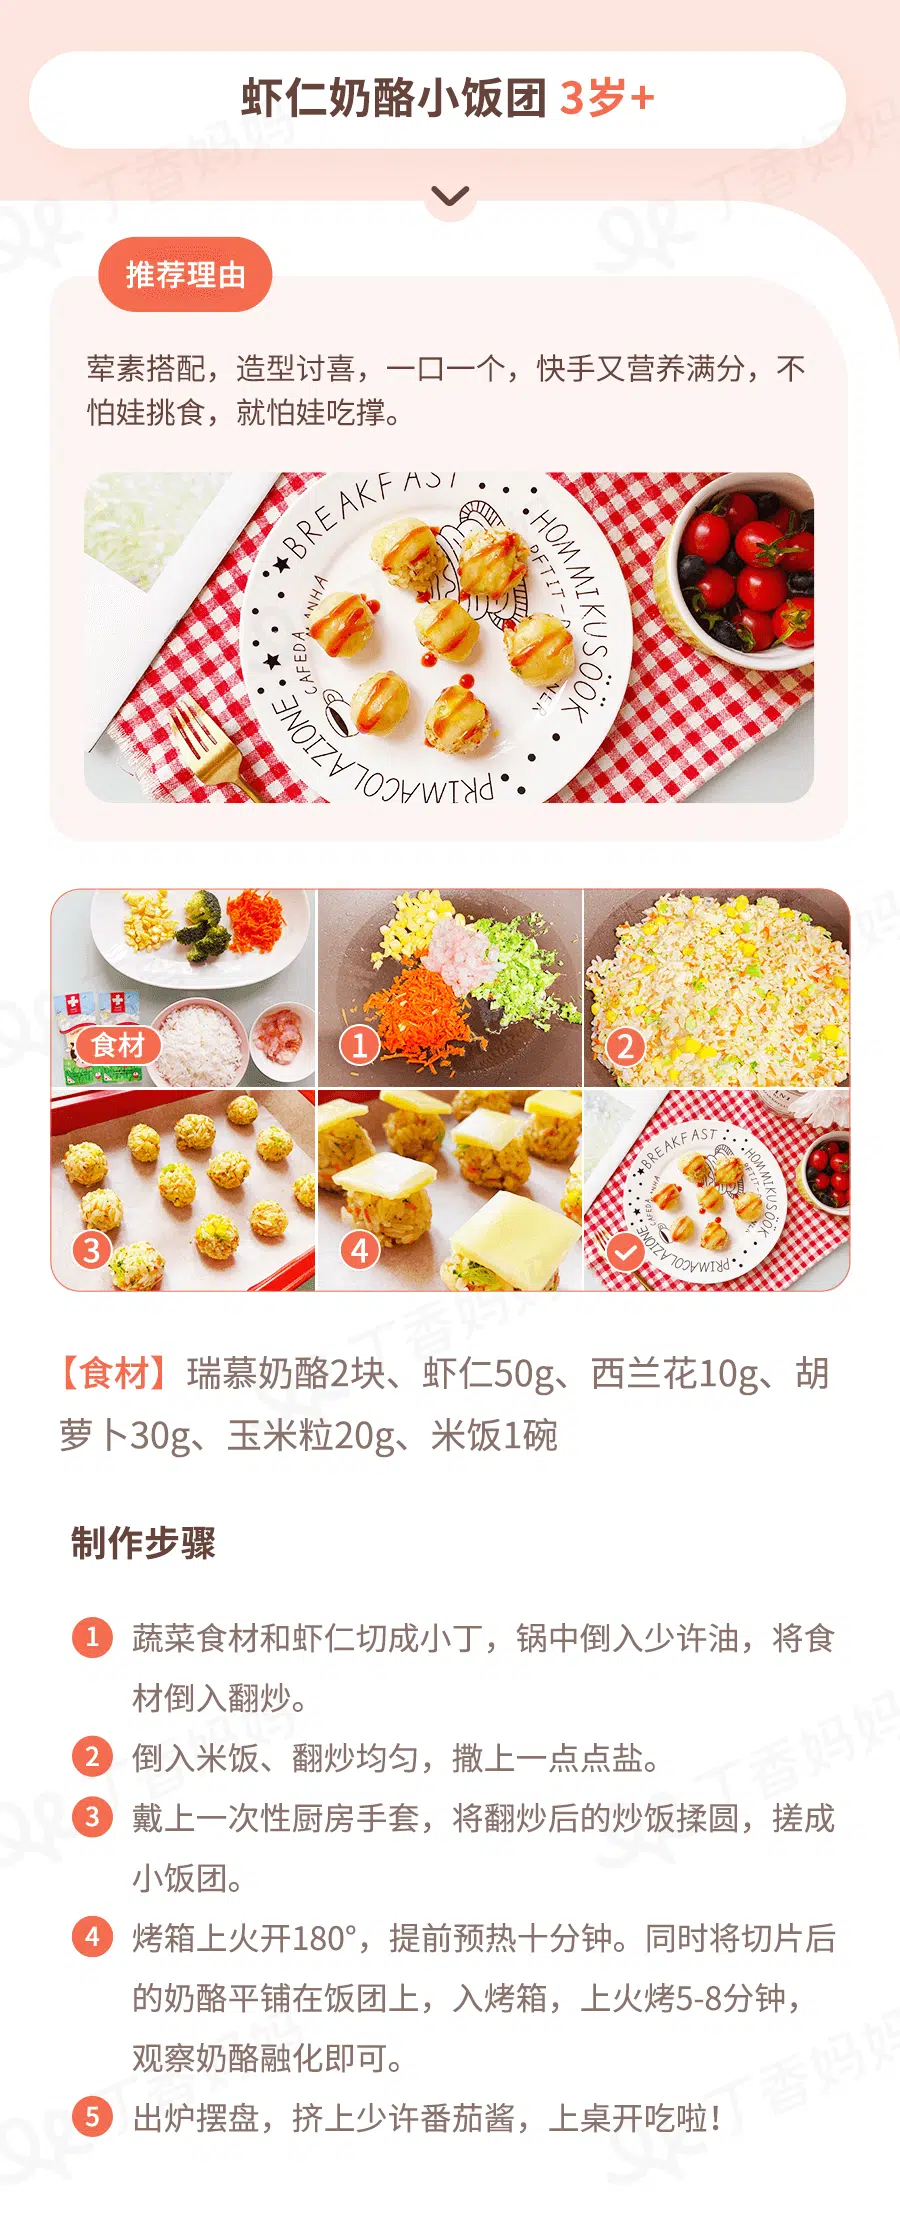 虾仁奶酪小饭团 3岁+
推荐理由
荤素搭配，造型讨喜，一口一个，快手又营养满分，不
怕娃挑食，就怕娃吃撑。
BREAKFAST
HOMMIKUSÖÖK
PRIMACOLAZIONE
食材
1
2
3
4
BREAKFAST
HOMMIKUSÖÖK
PRIMACOLAZIONE
【食材】瑞慕奶酪2块、虾仁50g、西兰花10g、胡
萝卜30g、玉米粒20g、米饭1碗
制作步骤
1 蔬菜食材和虾仁切成小丁，锅中倒入少许油，将食
材倒入翻炒。
2 倒入米饭、翻炒均匀，撒上一点点盐。
3 戴上一次性厨房手套，将翻炒后的炒饭揉圆，搓成
小饭团。
4 烤箱上火开180°，提前预热十分钟。同时将切片后
的奶酪平铺在饭团上，入烤箱，上火烤5-8分钟，
观察奶酪融化即可。
5 出炉摆盘，挤上少许番茄酱，上桌开吃啦！
丁香妈妈